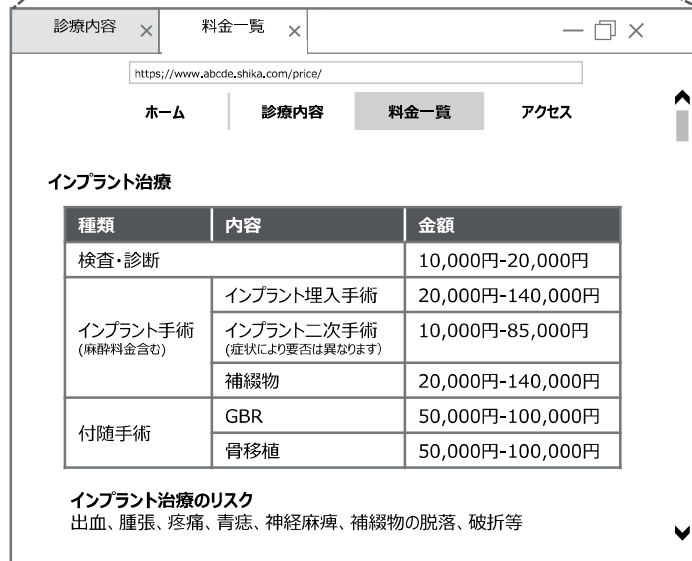 診療内容 × 料金一覧 ×
https;//www.abcde.shika.com/price/
ホーム 診療内容 料金一覧 アクセス
インプラント治療
種類 内容 金額
検査・診断 10,000円-20,000円
インプラント埋入手術 20,000円-140,000円
インプラント手術 インプラント二次手術 10,000円-85,000円
(麻酔料金含む) (症状により要否は異なります)
補綴物 20,000円-140,000円
付随手術 GBR 50,000円-100,000円
骨移植 50,000円-100,000円
インプラント治療のリスク
出血、腫張、疼痛、青痣、神経麻痺、補綴物の脱落、破折等